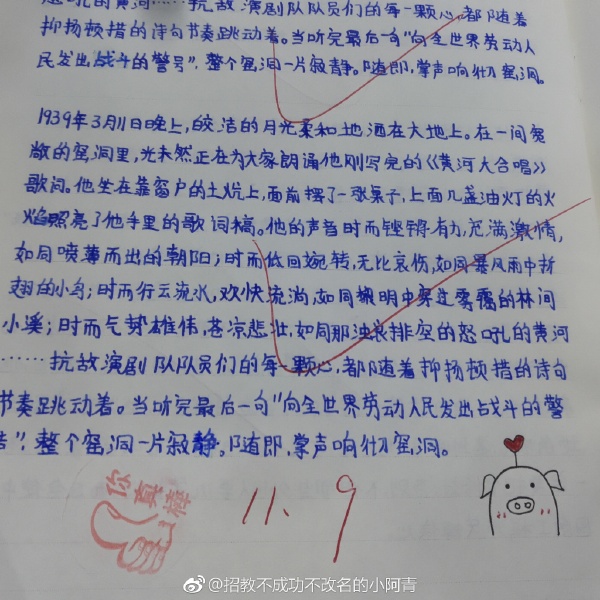 怒吼的黄河……抗敌演剧队队员们的每一颗心,都随着
抑扬顿措的诗句节奏跳动着。当听完最后一句"向全世界劳动人
民发出战斗的警号",整个窑洞一片寂静。随即,掌声响彻窑洞。
1939年3月11日晚上,皎洁的月光柔和地洒在大地上。在一间宽
敞的窑洞里,光未然正在为大家朗诵他刚写完的《黄河大合唱》
歌词。他坐在靠窗户的土炕上,面前摆了一张桌子,上面几盏油灯的火
焰照亮了他手里的歌词稿。他的声音时而铿锵有力,充满激情,
如同喷薄而出的朝阳;时而低回婉转,无比哀伤,如同暴风雨中折
翅的小鸟;时而行云流水,欢快流淌,如同黎明中穿过雾霭的林间
小溪;时而气势雄伟,苍凉悲壮,如同那浊浪排空的怒吼的黄河
……抗敌演剧队队员们的每一颗心,都随着抑扬顿措的诗句
节奏跳动着。当听完最后一句"向全世界劳动人民发出战斗的警
号",整个窑洞一片寂静。随即,掌声响彻窑洞。
你真棒
11.9
@招教不成功不改名的小阿青